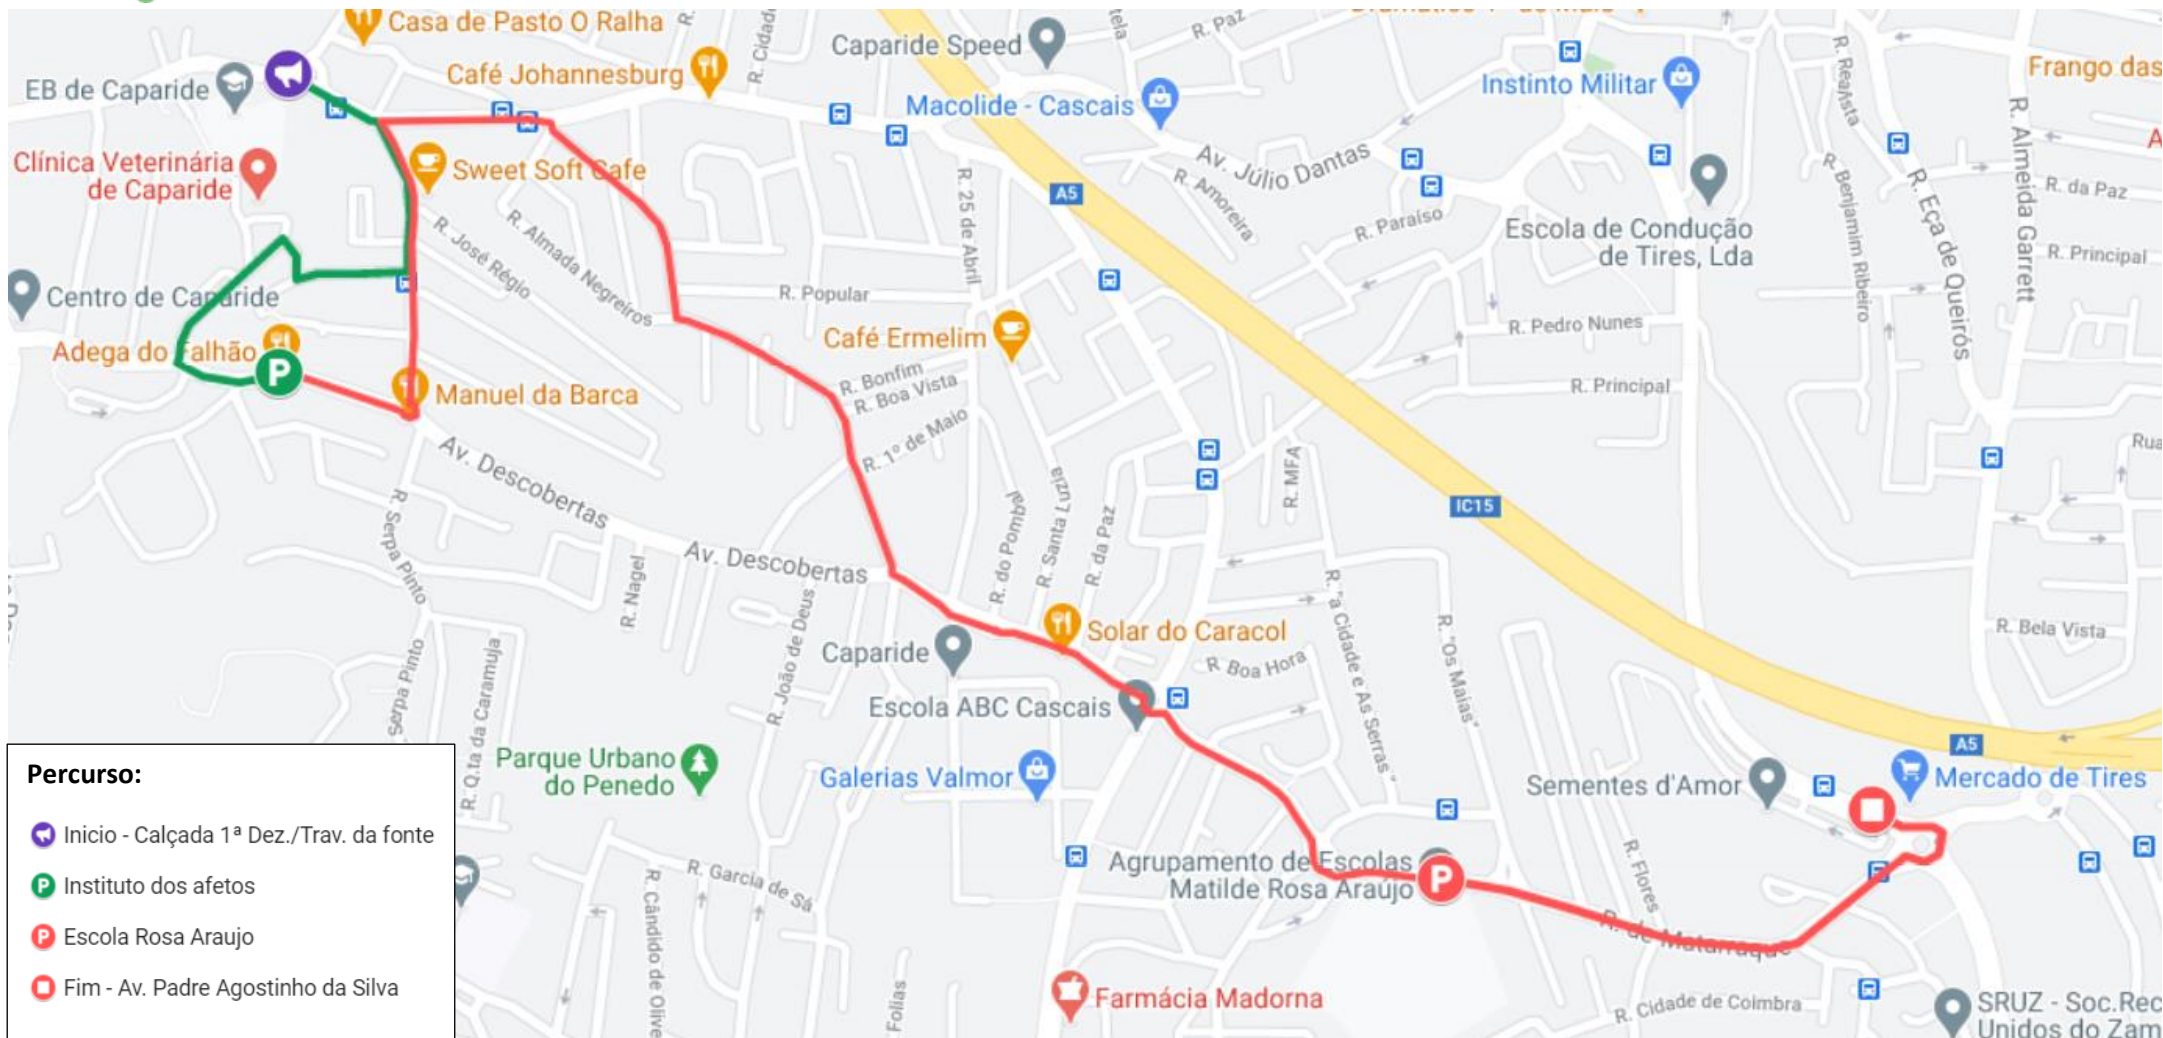 Casa de Pasto O Ralha
R. Cidad
tela
R. Paz
Caparide Speed
EB de Caparide
Café Johannesburg
Macolide - Cascais
Instinto Militar
R. Almeida Garrett
Frango das
Clínica Veterinária
de Caparide
Sweet Soft Cafe
R. 25 de Abril
A5
Av. Júlio Dantas
R. Amoreira
R. Paraíso
Escola de Condução
de Tires, Lda
R. Benjamim Ribeiro
R. Eça de Queirós
R. da Paz
R. Principal
R. José Régio
R. Almada Negreiros
Centro de Caparide
R. Popular
Café Ermelim
R. Pedro Nunes
Adega do Falhão
P
Manuel da Barca
R. Bonfim
R. Boa Vista
R. 1º de Maio
R. Principal
Rua
Av. Descobertas
R. Serpa Pinto
Av. Descobertas
R. Nagel
R. João de Deus
R. do Pombal
R. Santa Luzia
R. da Paz
R. MFA
IC15
R. "a Cidade e As Serras"
R. "Os Maias"
R. Bela Vista
Solar do Caracol
Caparide
R Boa Hora
Escola ABC Cascais
Serpa Pinto
R. Q.ta da Caramuja
Parque Urbano
do Penedo
Galerias Valmor
A5
Sementes d'Amor
Mercado de Tires
Agrupamento de Escolas
Matilde Rosa Araújo
P
R. Garcia de Sá
R. Cândido de Olive
Folias
R. Flores
R. de Matarraque
Farmácia Madorna
R. Cidade de Coimbra
SRUZ - Soc.Rec
Unidos do Zam
Percurso:
Inicio - Calçada 1ª Dez./Trav. da fonte
P Instituto dos afetos
P Escola Rosa Araujo
Fim - Av. Padre Agostinho da Silva